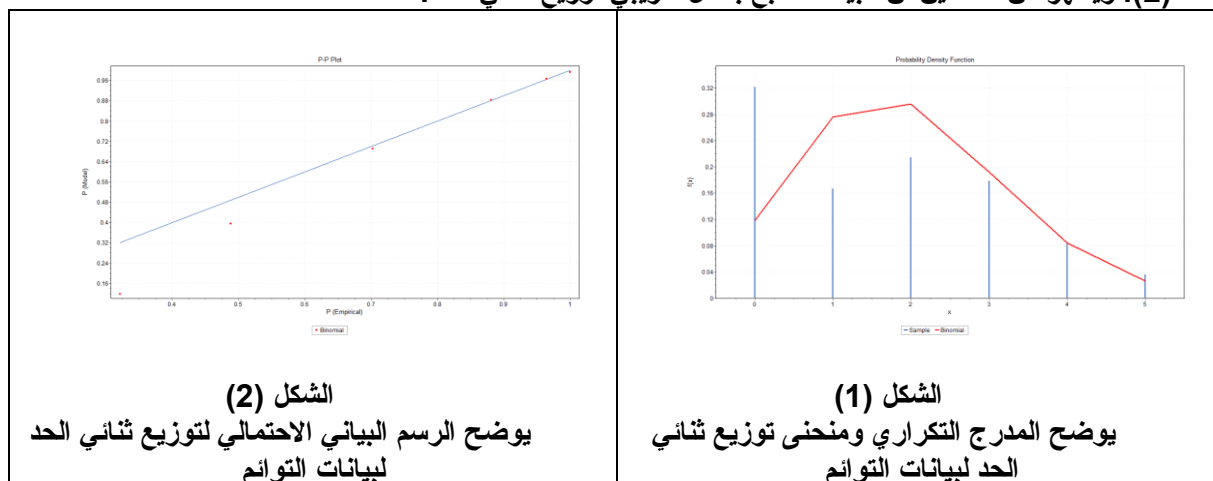 (2).
P-P Plot
P (Model)
0.96
0.88
0.8
0.72
0.64
0.56
0.48
0.4
0.32
0.24
0.16
0.4 0.5 0.6 0.7 0.8 0.9 1
P (Empirical)
Binomial
الشكل (2)
يوضح الرسم البياني الاحتمالي لتوزيع ثنائي الحد
لبيانات التوائم
Probability Density Function
f(x)
0.32
0.28
0.24
0.2
0.16
0.12
0.08
0.04
0
0 1 2 3 4 5
x
Sample Binomial
الشكل (1)
يوضح المدرج التكراري ومنحنى توزيع ثنائي
الحد لبيانات التوائم